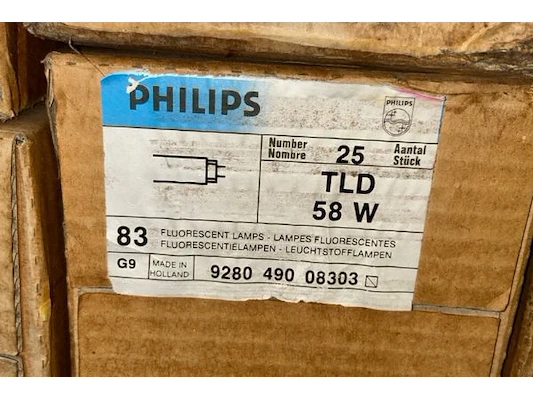 PHILIPS
PHILIPS
Number
Nombre
25
Aantal
Stück
TLD
58 W
83
FLUORESCENT LAMPS - LAMPES FLUORESCENTES
FLUORESCENTIELAMPEN - LEUCHTSTOFFLAMPEN
G9
MADE IN
HOLLAND
9280 490 08303